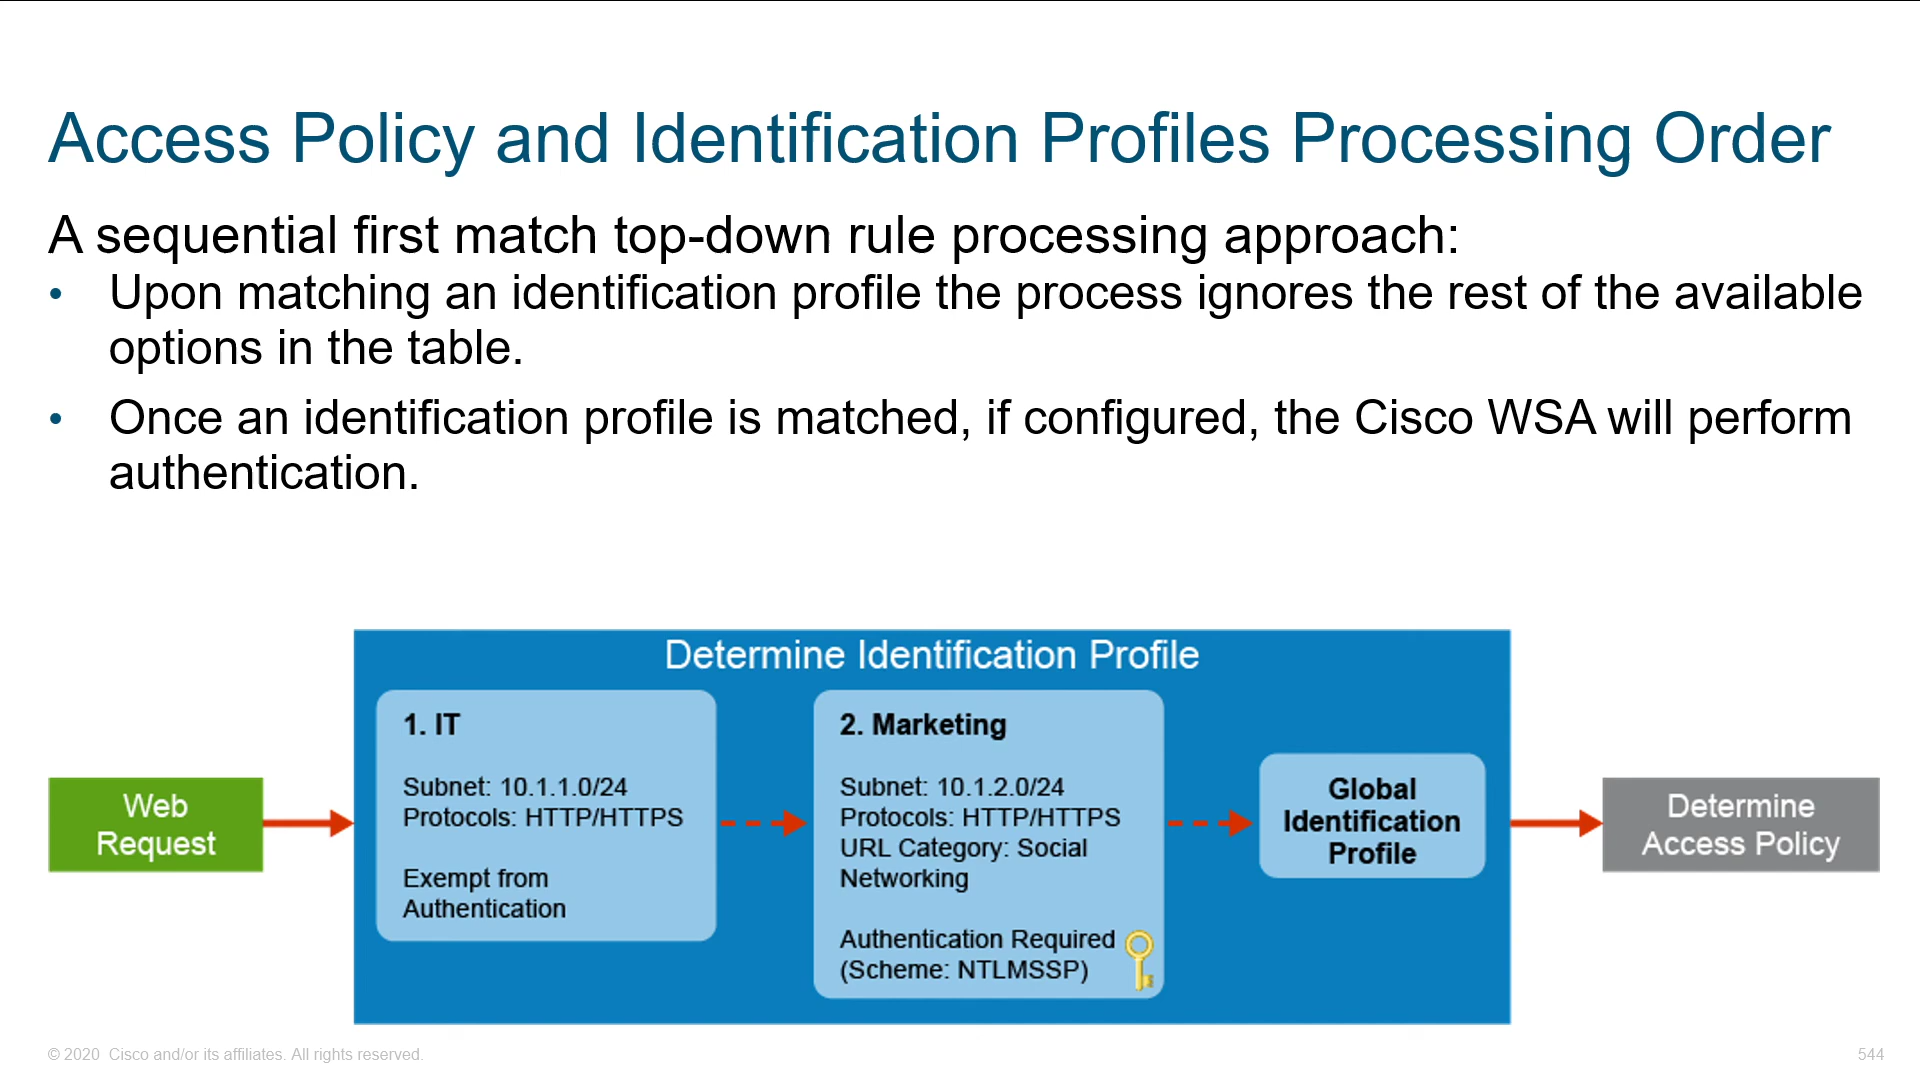 Access Policy and Identification Profiles Processing Order
A sequential first match top-down rule processing approach:
• Upon matching an identification profile the process ignores the rest of the available
options in the table.
• Once an identification profile is matched, if configured, the Cisco WSA will perform
authentication.
Determine Identification Profile
Web
Request
1. IT
Subnet: 10.1.1.0/24
Protocols: HTTP/HTTPS
Exempt from
Authentication
2. Marketing
Subnet: 10.1.2.0/24
Protocols: HTTP/HTTPS
URL Category: Social
Networking
Authentication Required
(Scheme: NTLMSSP)
Global
Identification
Profile
Determine
Access Policy
© 2020 Cisco and/or its affiliates. All rights reserved.
544